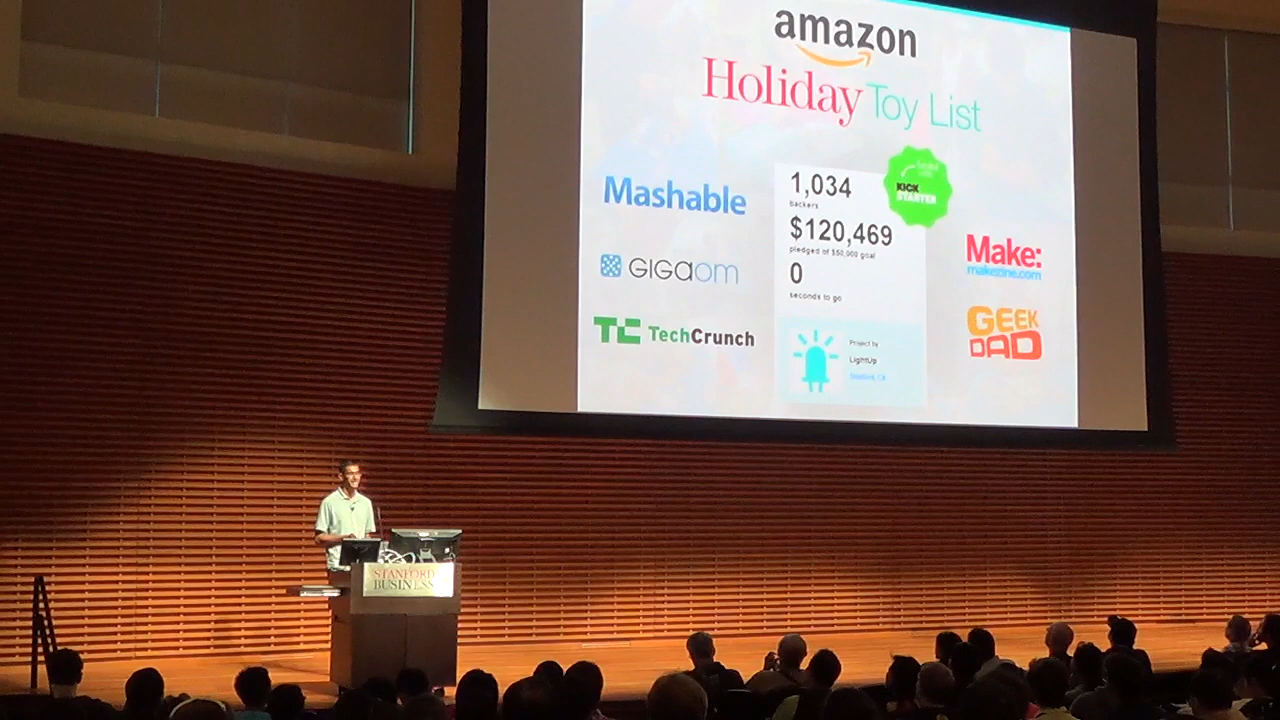 amazon
Holiday Toy List
Mashable
GIGaom
TC TechCrunch
1,034
backers
$120,469
pledged of $50,000 goal
0
seconds to go
KICK
STARTER
Project by
LightUp
Make:
makezine.com
GEEK
DAD
STANFORD
BUSINESS